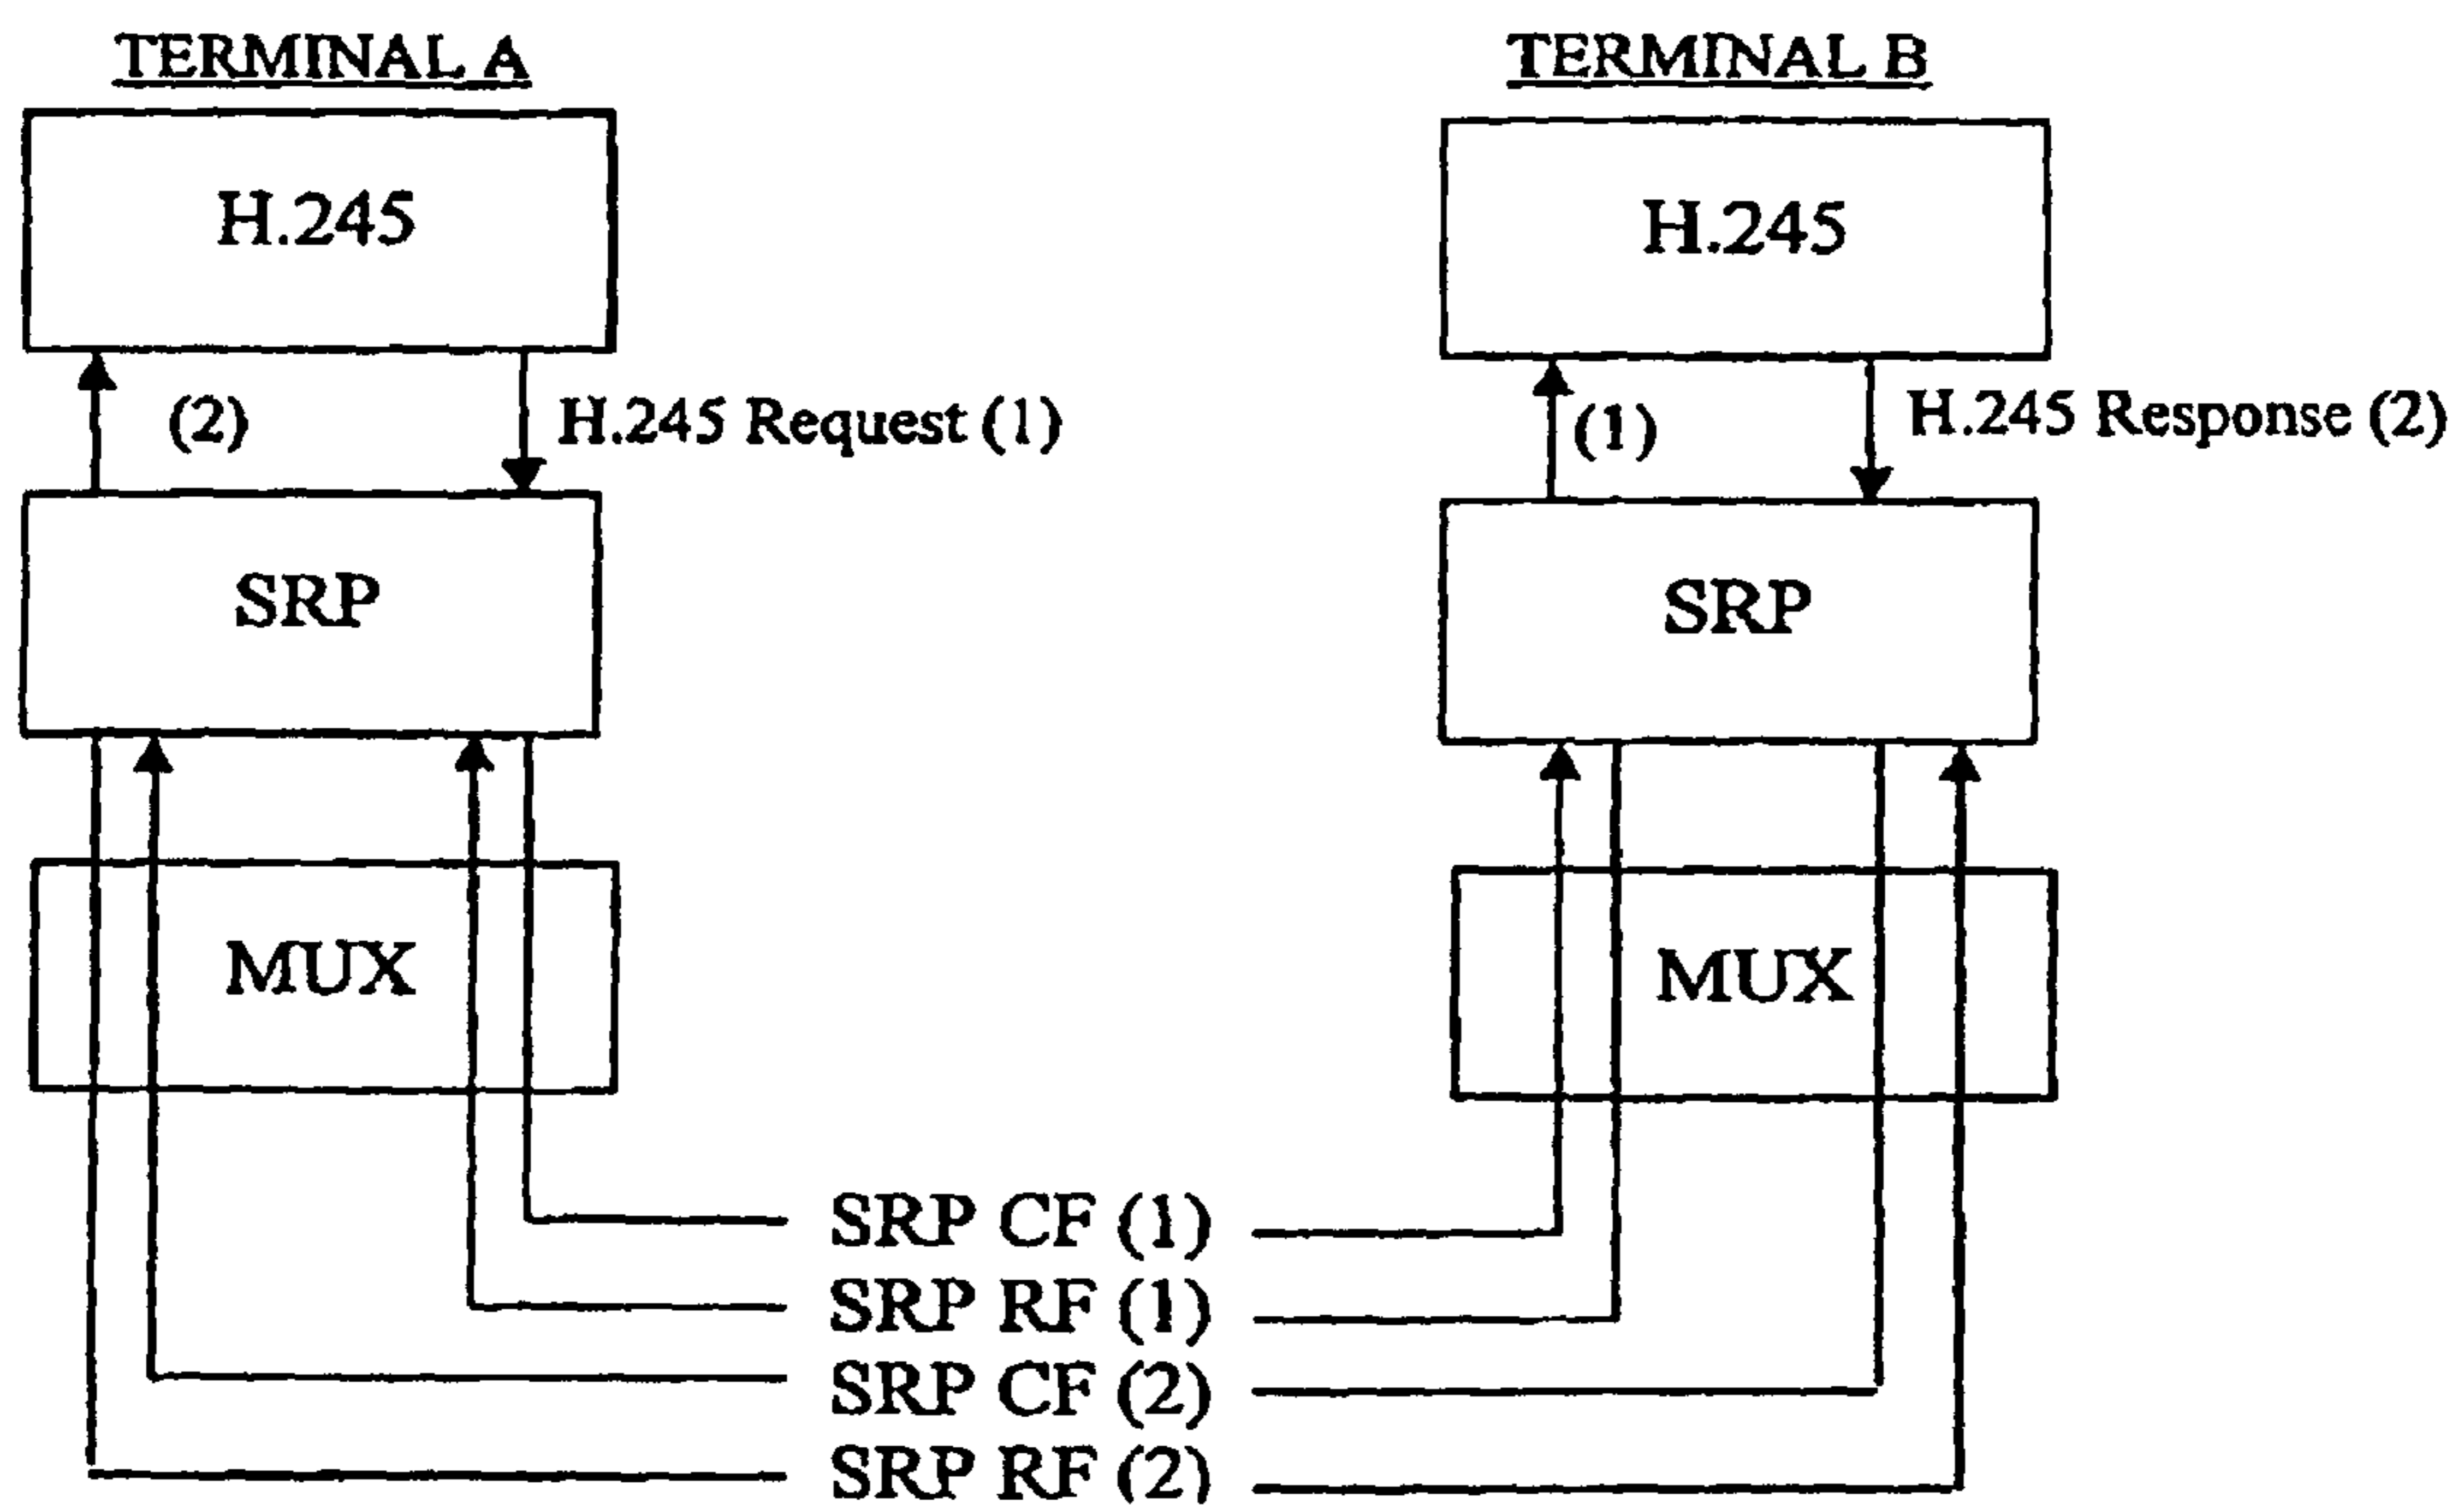 TERMINAL A
TERMINAL B
H.245
H.245
(2)
H.245 Request (1)
(1)
H.245 Response (2)
SRP
SRP
MUX
MUX
SRP CF (1)
SRP RF (1)
SRP CF (2)
SRP RF (2)